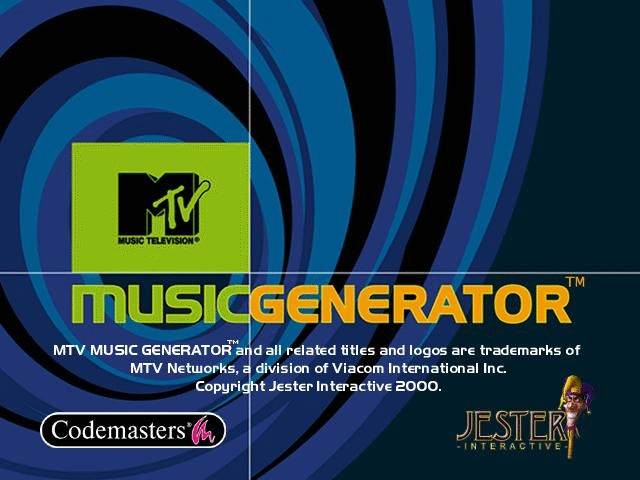 MTV
MUSIC TELEVISION®
MUSICGENERATOR™
MTV MUSIC GENERATOR™ and all related titles and logos are trademarks of
MTV Networks, a division of Viacom International Inc.
Copyright Jester Interactive 2000.
Codemasters®
JESTER
-INTERACTIVE-